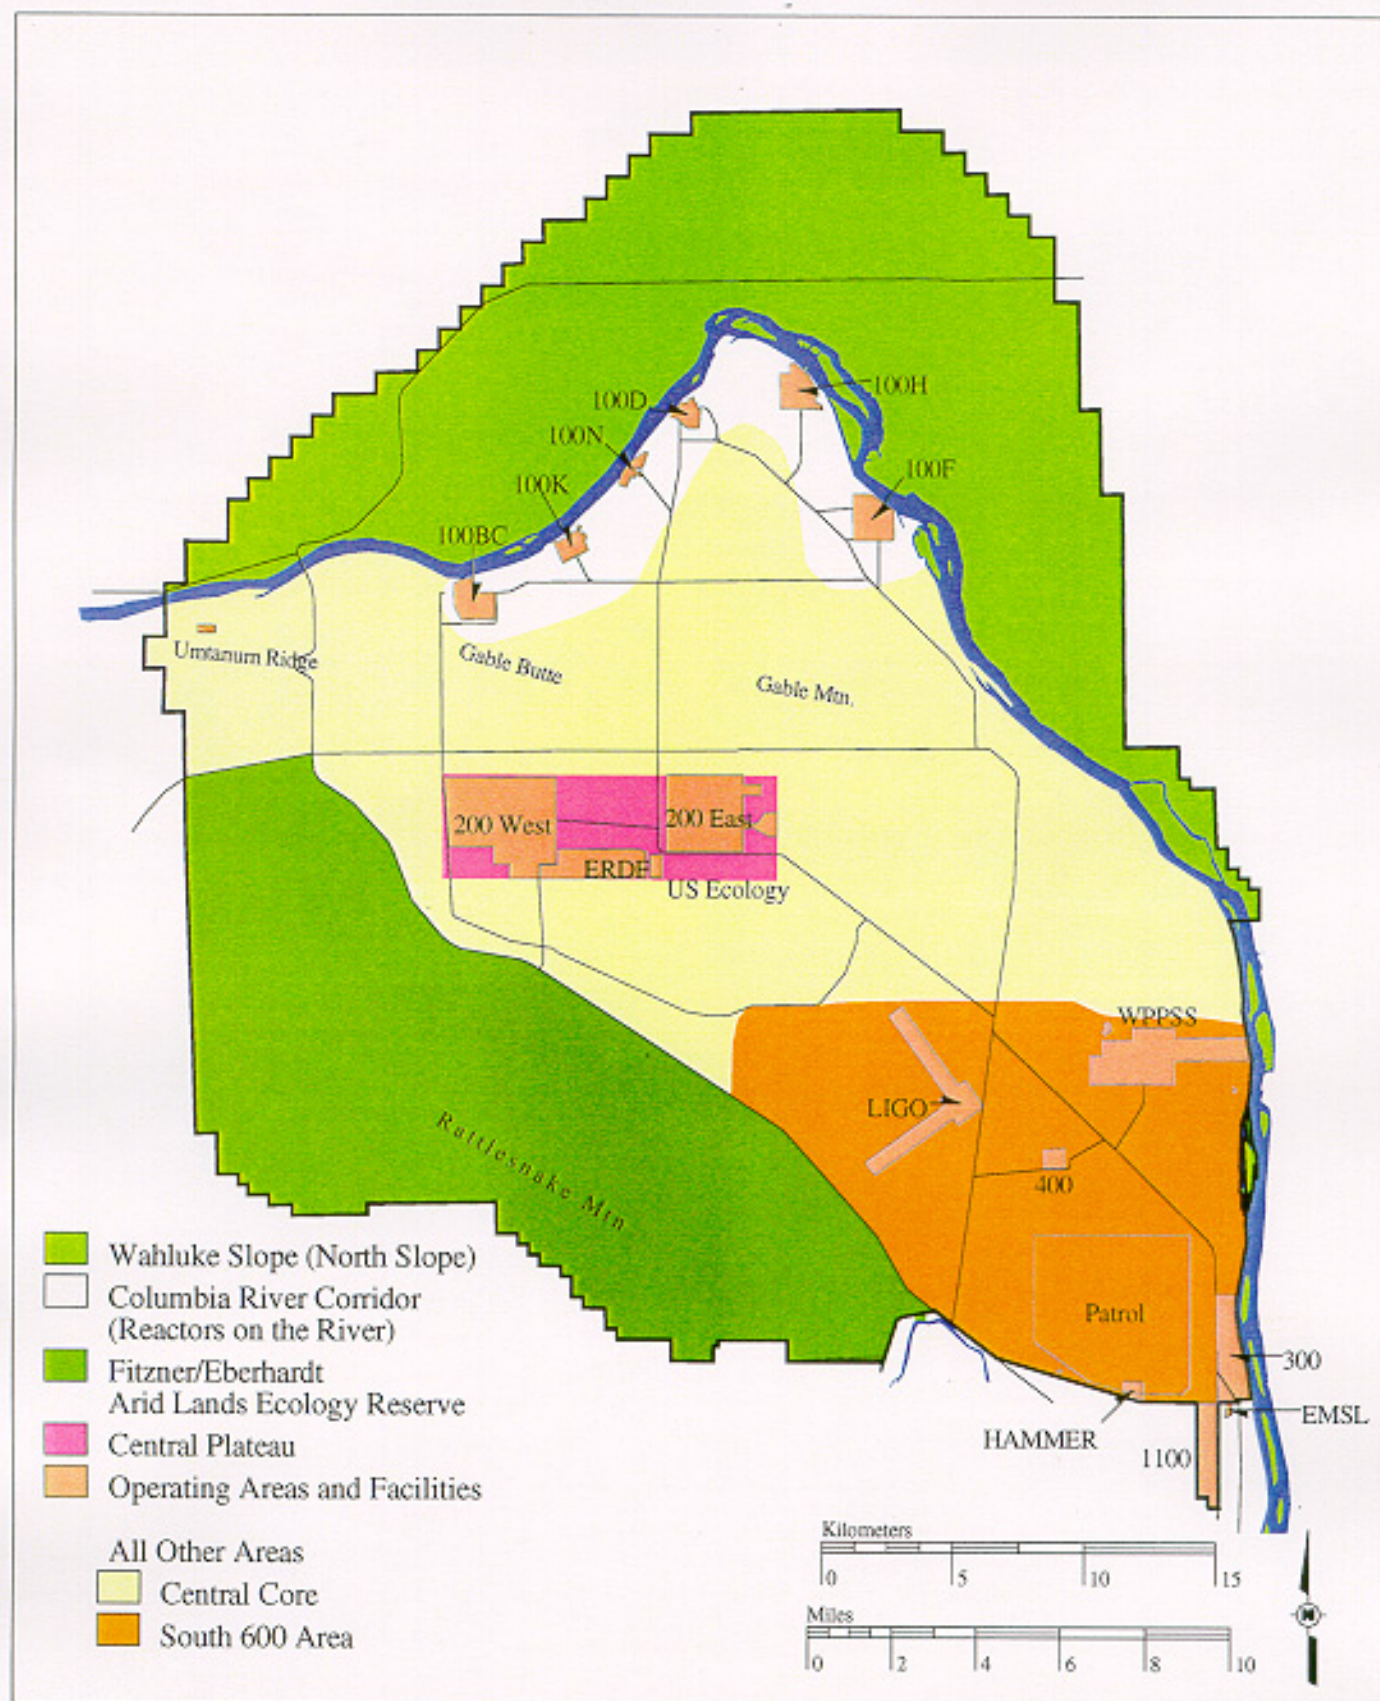 100H
100D
100N
100F
100K
100BC
Umtanum Ridge
Gable Butte
Gable Mtn.
200 West
200 East
ERDF
US Ecology
WPPSS
LIGO
400
Rattlesnake Mtn
Patrol
300
EMSL
HAMMER
1100
Wahluke Slope (North Slope)
Columbia River Corridor
(Reactors on the River)
Fitzner/Eberhardt
Arid Lands Ecology Reserve
Central Plateau
Operating Areas and Facilities
All Other Areas
Central Core
South 600 Area
Kilometers
0 5 10 15
Miles
0 2 4 6 8 10
N